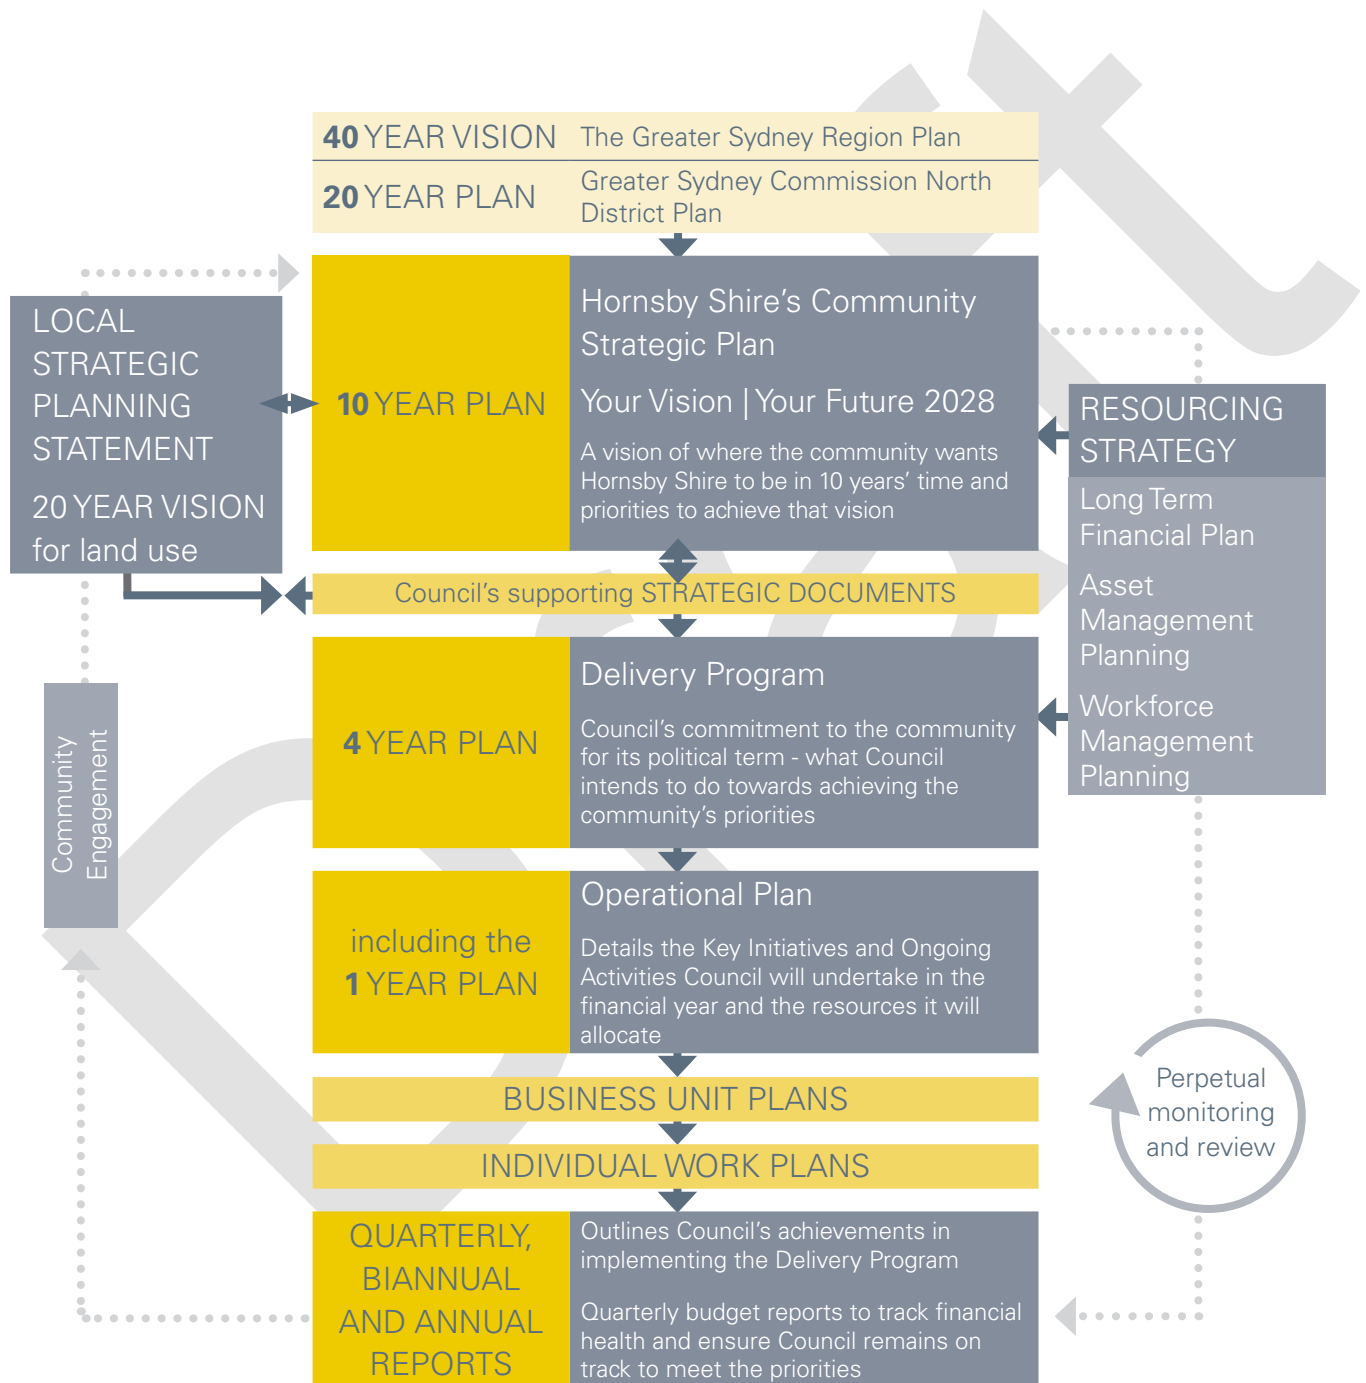 40 YEAR VISION
The Greater Sydney Region Plan
20 YEAR PLAN
Greater Sydney Commission North
District Plan
LOCAL
STRATEGIC
PLANNING
STATEMENT
20 YEAR VISION
for land use
10 YEAR PLAN
Hornsby Shire’s Community
Strategic Plan
Your Vision | Your Future 2028
A vision of where the community wants
Hornsby Shire to be in 10 years’ time and
priorities to achieve that vision
RESOURCING
STRATEGY
Long Term
Financial Plan
Asset
Management
Planning
Workforce
Management
Planning
Council’s supporting STRATEGIC DOCUMENTS
4 YEAR PLAN
Delivery Program
Council’s commitment to the community
for its political term - what Council
intends to do towards achieving the
community’s priorities
Community
Engagement
including the
1 YEAR PLAN
Operational Plan
Details the Key Initiatives and Ongoing
Activities Council will undertake in the
financial year and the resources it will
allocate
BUSINESS UNIT PLANS
INDIVIDUAL WORK PLANS
Perpetual
monitoring
and review
QUARTERLY,
BIANNUAL
AND ANNUAL
REPORTS
Outlines Council’s achievements in
implementing the Delivery Program
Quarterly budget reports to track financial
health and ensure Council remains on
track to meet the priorities
Draft